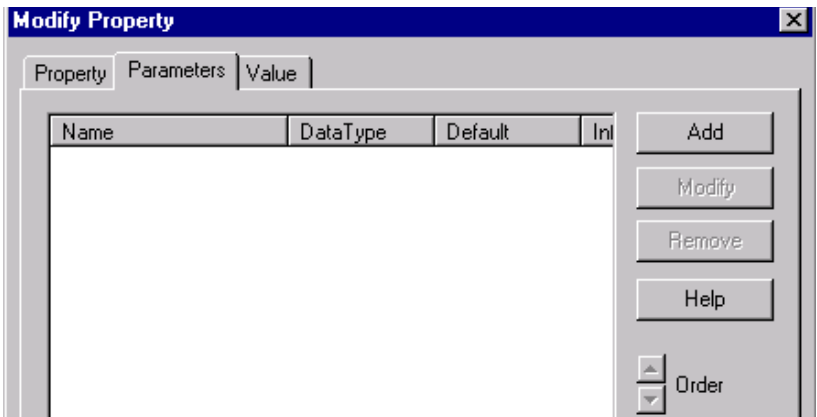 Modify Property
Property Parameters Value
Name DataType Default
Add
Modify
Remove
Help
Order